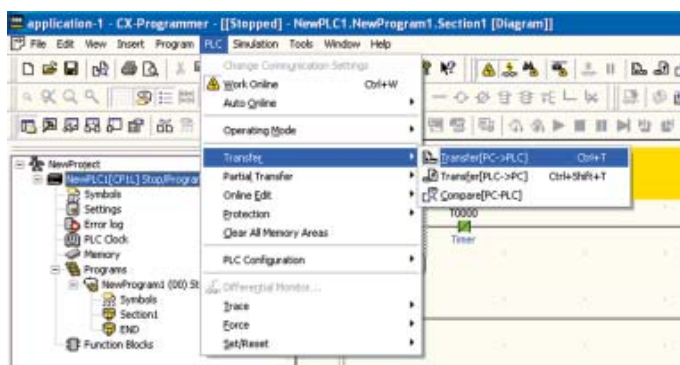 application-1 - CX-Programmer - [[Stopped] - NewPLC1.NewProgram1.Section1 [Diagram]]
File Edit View Insert Program PLC Simulation Tools Window Help
Change Communication Settings
Work Online Ctrl+W
Auto Online
Operating Mode
Transfer
Transfer[PC->PLC] Ctrl+T
Partial Transfer
Transfer[PLC->PC] Ctrl+Shift+T
Online Edit
Compare[PC-PLC]
Protection
Clear All Memory Areas
PLC Configuration
Differential Monitor...
Trace
Force
Set/Reset
NewProject
NewPLC1[CP1L] Stop/Program
Symbols
Settings
Error log
PLC Clock
Memory
Programs
NewProgram1 (00) St
Symbols
Section1
END
Function Blocks
T0000
Timer